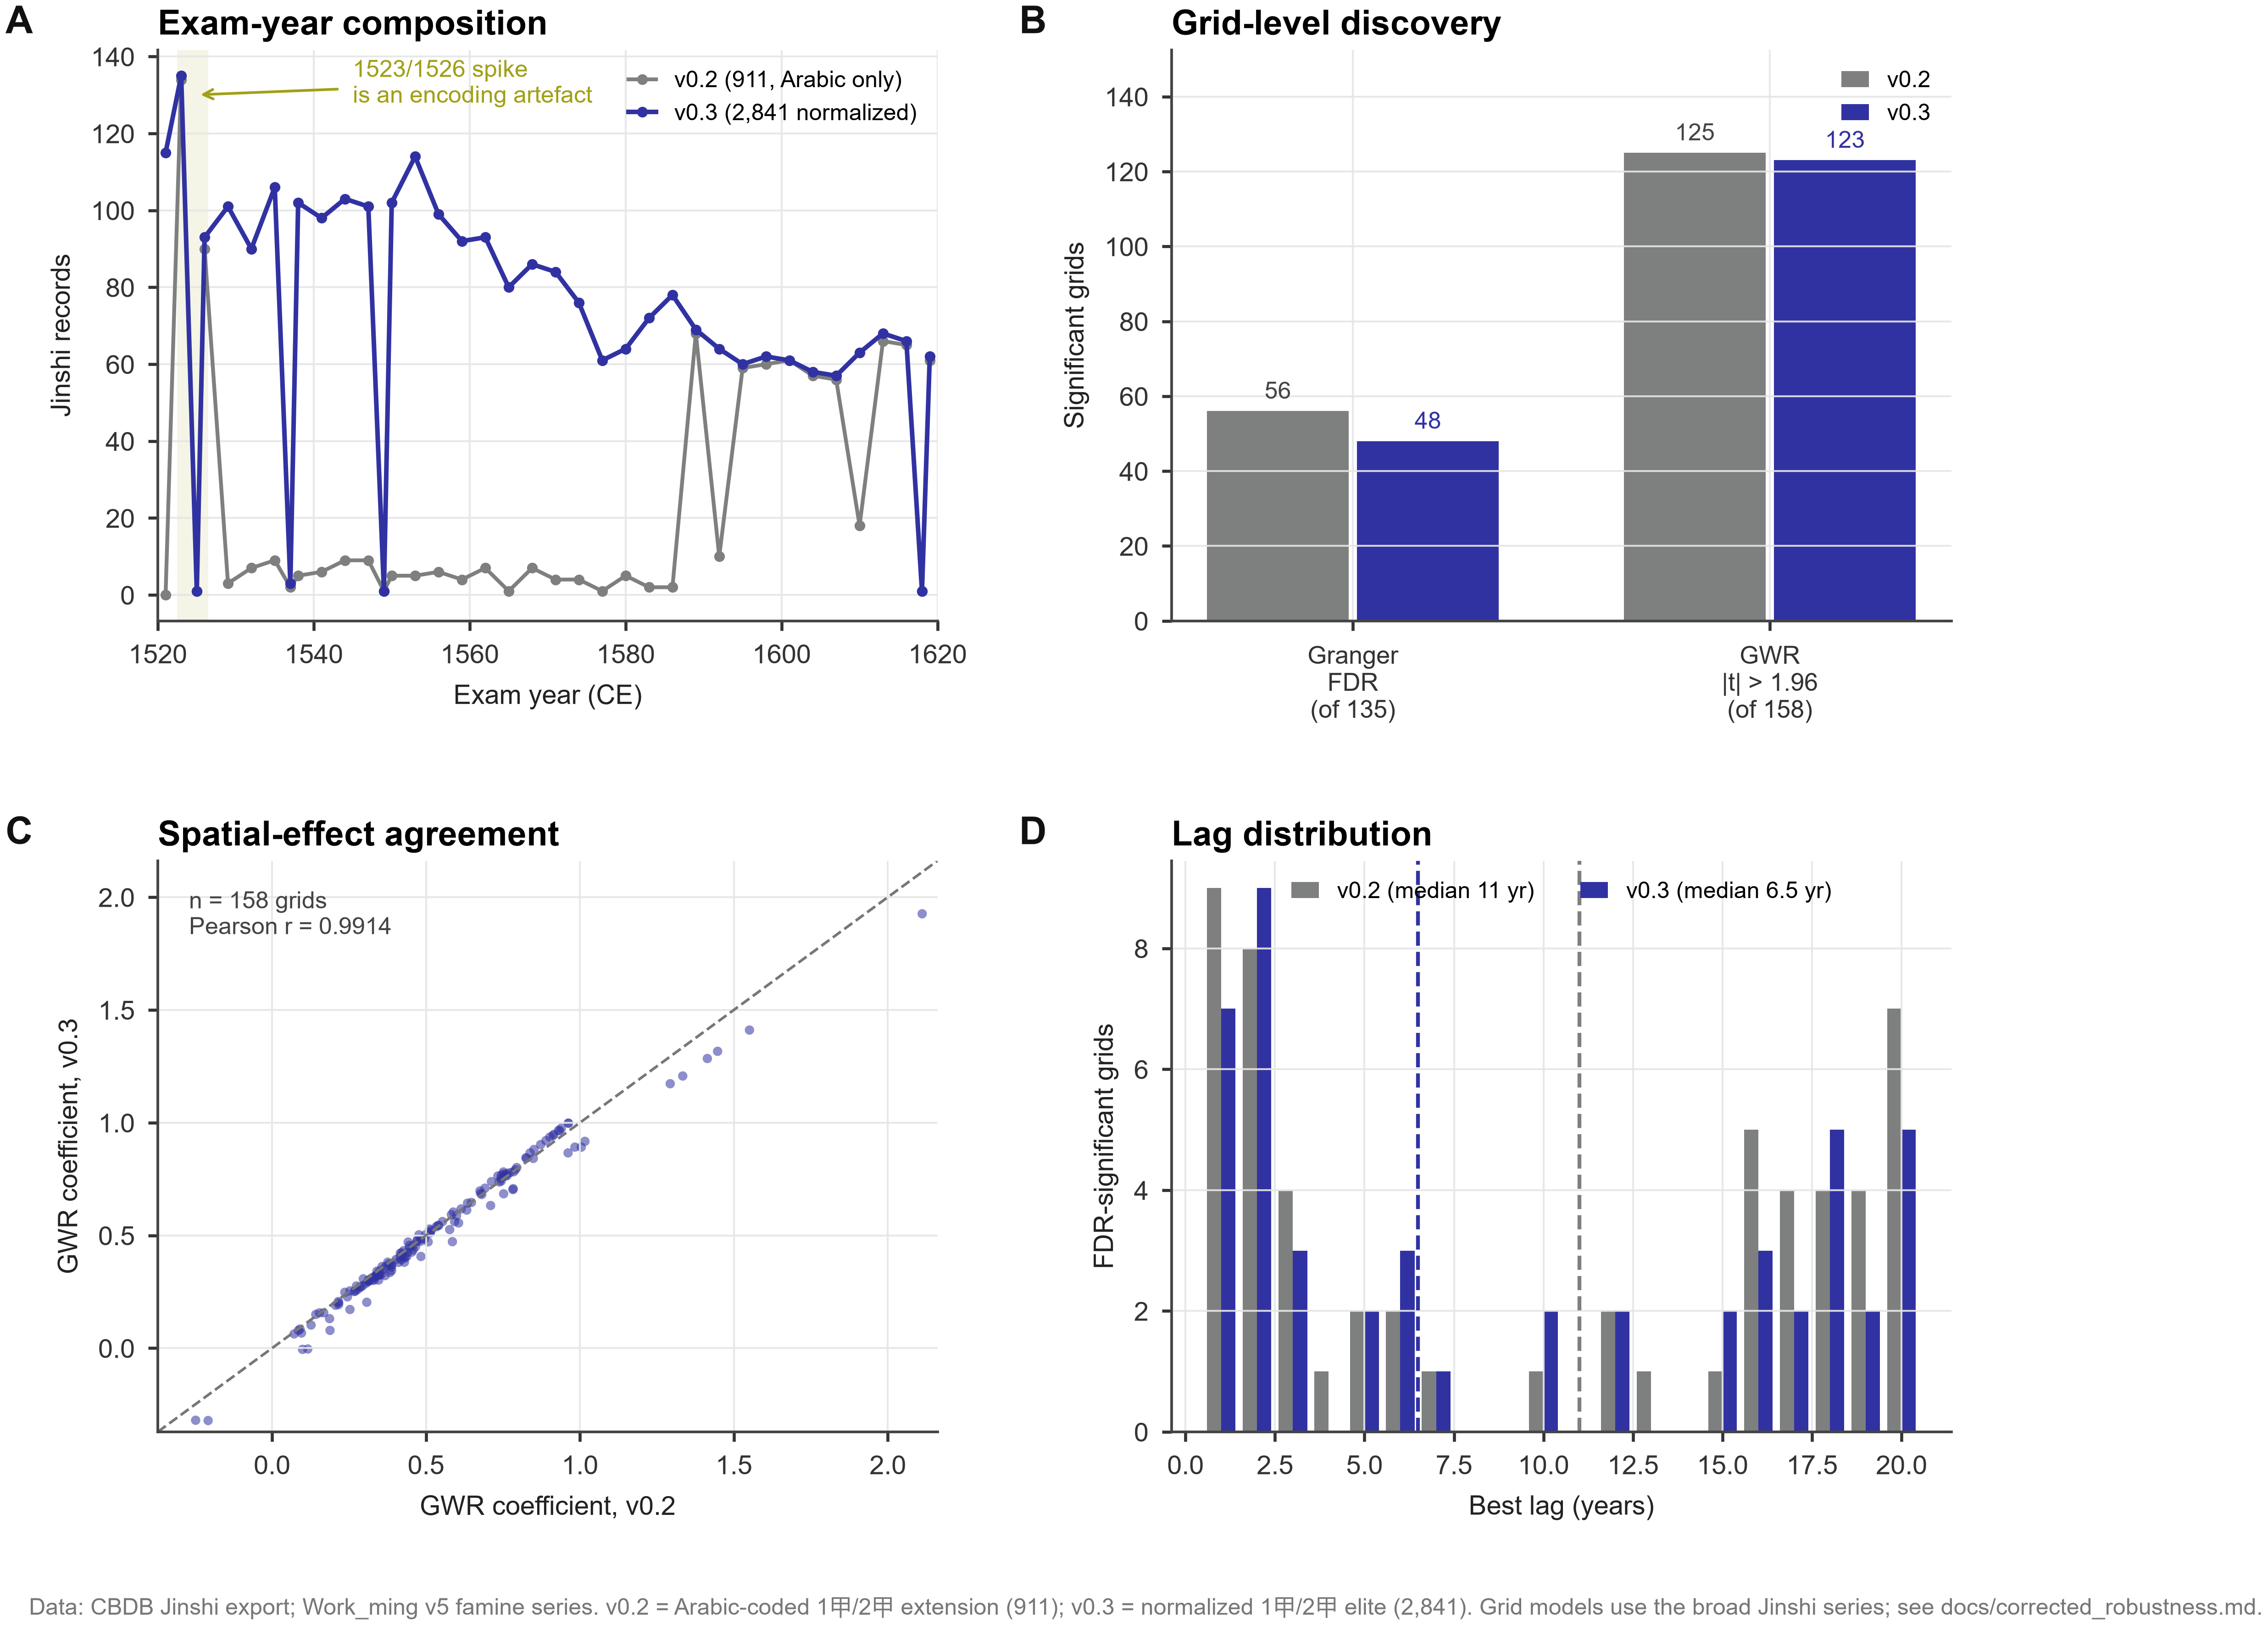 A
Exam-year composition
140
120
100
80
60
40
20
0
Jinshi records
1523/1526 spike
is an encoding artefact
v0.2 (911, Arabic only)
v0.3 (2,841 normalized)
1520
1540
1560
1580
1600
1620
Exam year (CE)
B
Grid-level discovery
140
120
100
80
60
40
20
0
Significant grids
v0.2
v0.3
56
48
125
123
Granger
FDR
(of 135)
GWR
|t| > 1.96
(of 158)
C
Spatial-effect agreement
n = 158 grids
Pearson r = 0.9914
2.0
1.5
1.0
0.5
0.0
GWR coefficient, v0.3
0.0
0.5
1.0
1.5
2.0
GWR coefficient, v0.2
D
Lag distribution
v0.2 (median 11 yr)
v0.3 (median 6.5 yr)
8
6
4
2
0
FDR-significant grids
0.0
2.5
5.0
7.5
10.0
12.5
15.0
17.5
20.0
Best lag (years)
Data: CBDB Jinshi export; Work_ming v5 famine series. v0.2 = Arabic-coded 1甲/2甲 extension (911); v0.3 = normalized 1甲/2甲 elite (2,841). Grid models use the broad Jinshi series; see docs/corrected_robustness.md.